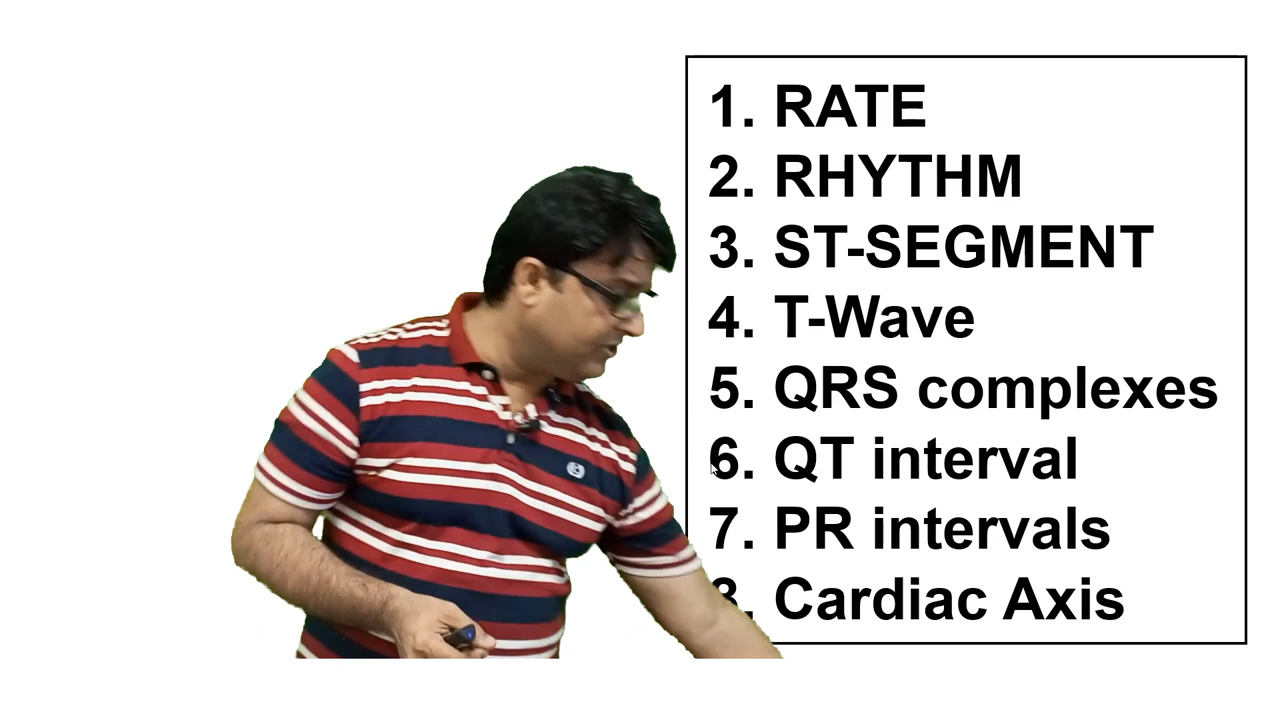 1. RATE
2. RHYTHM
3. ST-SEGMENT
4. T-Wave
5. QRS complexes
6. QT interval
7. PR intervals
8. Cardiac Axis